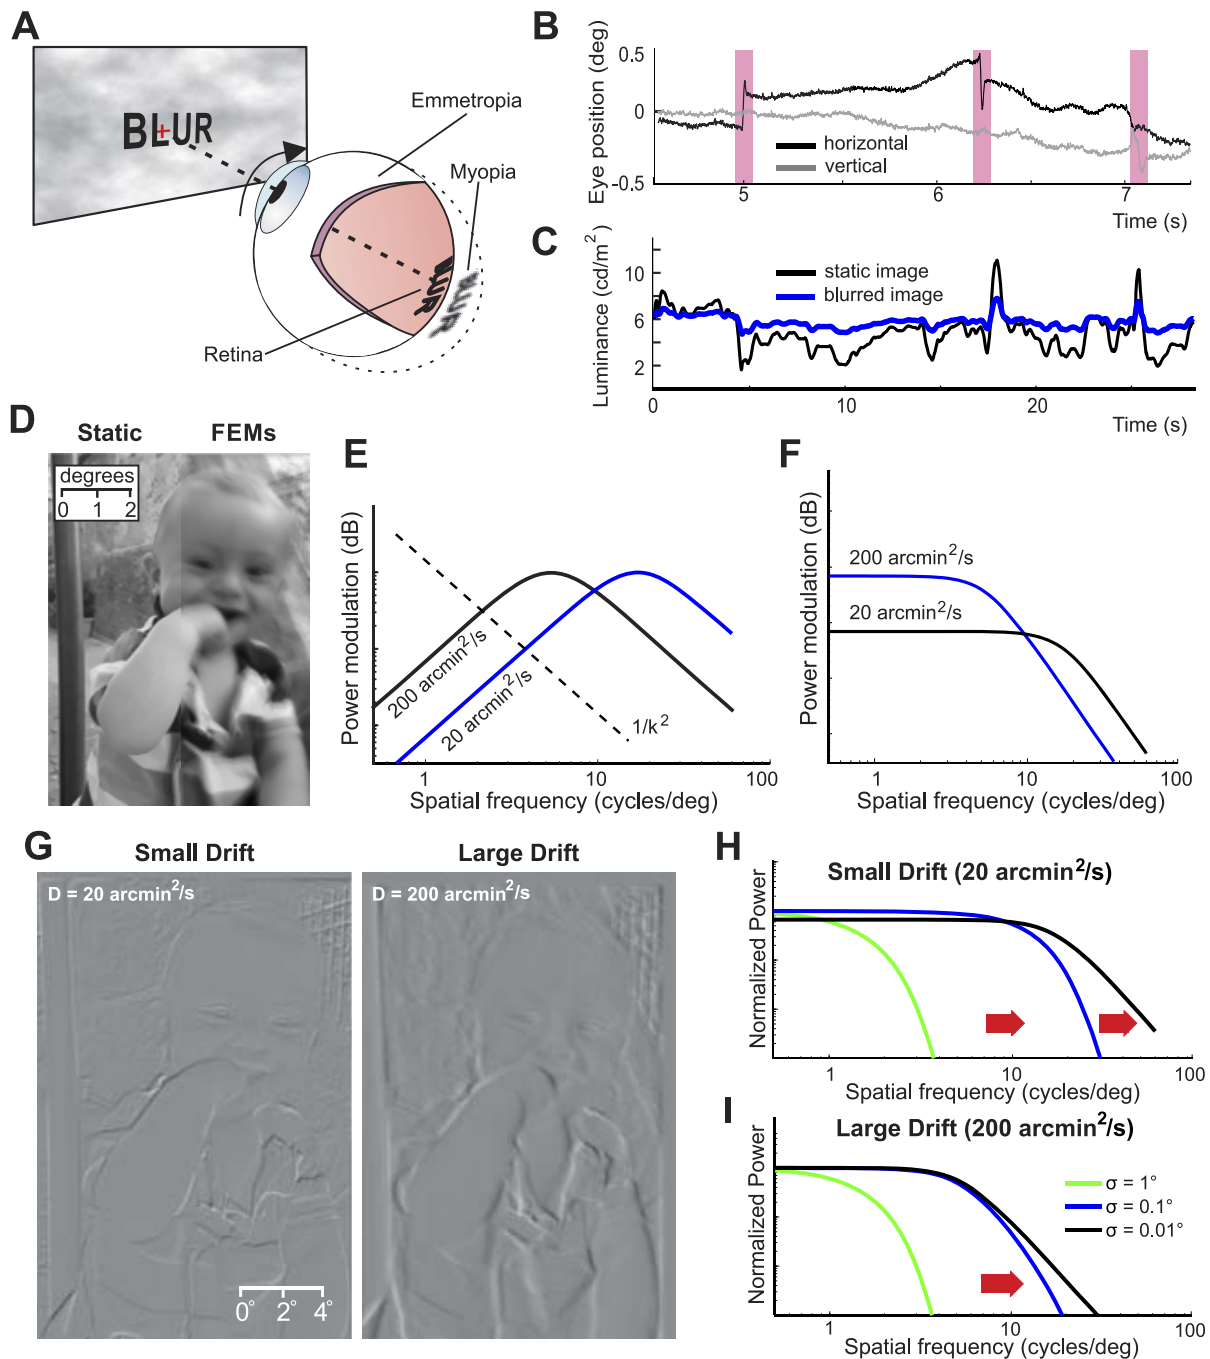 A
BLUR
Emmetropia
Myopia
BLUR
BLUR
Retina
B
Eye position (deg)
0.5
0
-0.5
horizontal
vertical
5
6
7
Time (s)
C
Luminance (cd/m²)
10
6
2
static image
blurred image
0
10
20
Time (s)
D
Static
FEMs
degrees
0 1 2
E
Power modulation (dB)
200 arcmin²/s
20 arcmin²/s
1/k²
1
10
100
Spatial frequency (cycles/deg)
F
Power modulation (dB)
200 arcmin²/s
20 arcmin²/s
1
10
100
Spatial frequency (cycles/deg)
G
Small Drift
Large Drift
D = 20 arcmin²/s
D = 200 arcmin²/s
0° 2° 4°
H
Small Drift (20 arcmin²/s)
Normalized Power
1
10
100
Spatial frequency (cycles/deg)
I
Large Drift (200 arcmin²/s)
Normalized Power
σ = 1°
σ = 0.1°
σ = 0.01°
1
10
100
Spatial frequency (cycles/deg)